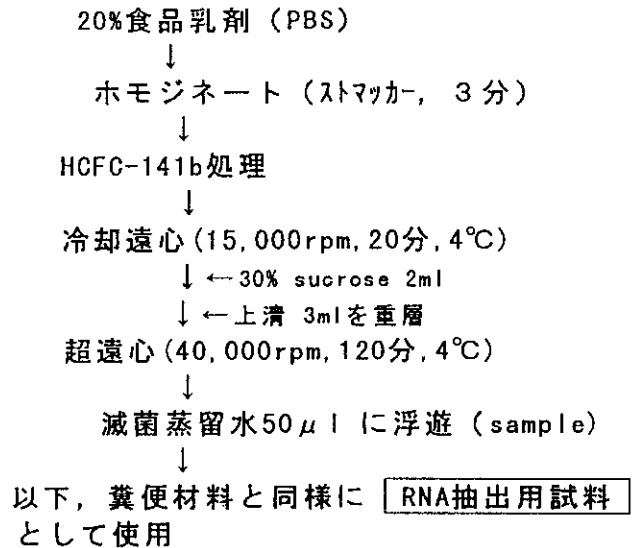 20%食品乳剤（PBS）
↓
ホモジネート（ｽﾄﾏｯｶｰ, ３分）
↓
HCFC-141b処理
↓
冷却遠心(15,000rpm,20分,4℃)
↓ ←30% sucrose 2ml
↓ ←上清 3mlを重層
超遠心(40,000rpm,120分,4℃)
↓
滅菌蒸留水50μl に浮遊（sample）
↓
以下, 糞便材料と同様に RNA抽出用試料
として使用